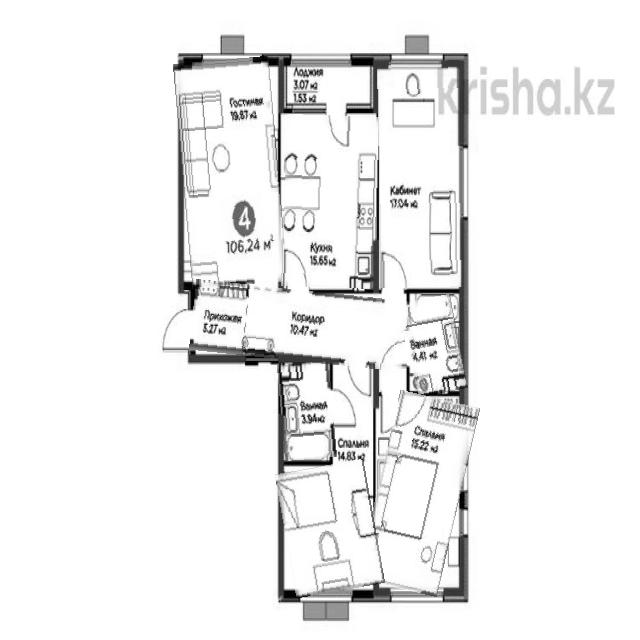 krisha.kz
Лоджия
3.07 м2
1.53 м2
Гостиная
19.87 м2
4
106,24 м2
Кухня
15.65 м2
Кабинет
17.04 м2
Прихожая
5.27 м2
Коридор
10.47 м2
Ванная
4.41 м2
Ванная
3.94 м2
Спальня
14.83 м2
Спальня
15.22 м2